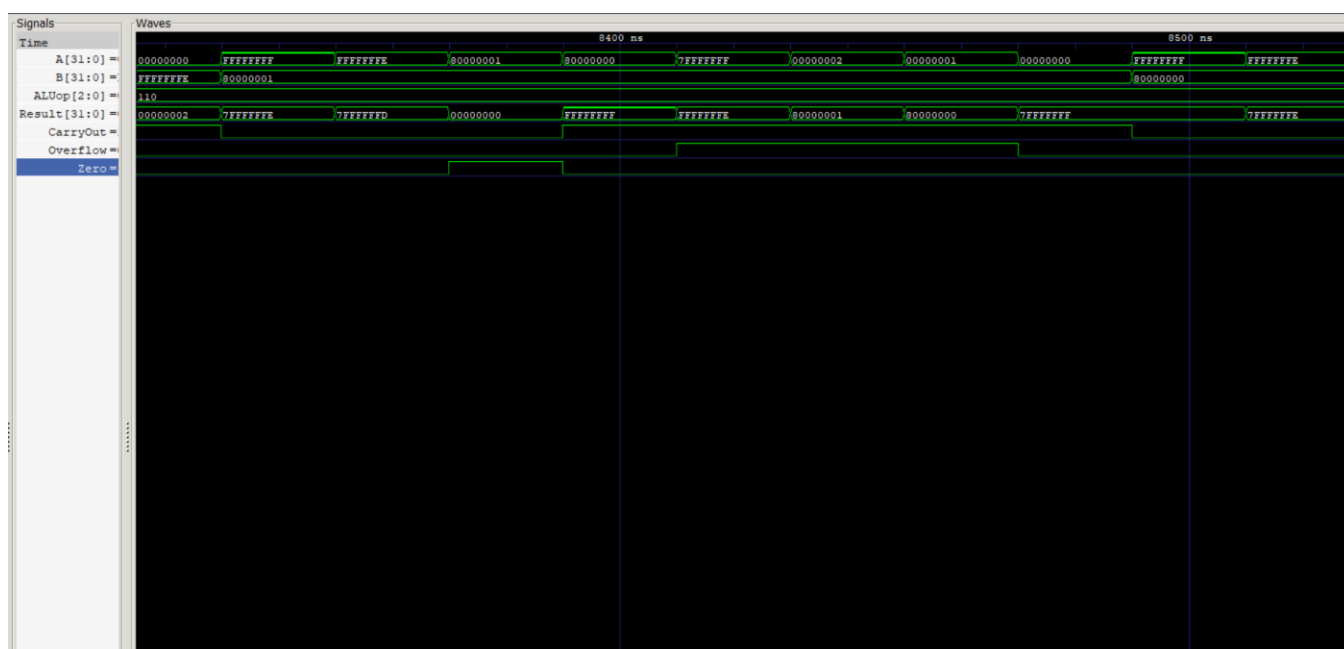 Signals Waves
Time 8400 ns 8500 ns
A[31:0] = 00000000 FFFFFFFF FFFFFFFE 80000001 80000000 7FFFFFFF 00000002 00000001 00000000 FFFFFFFF FFFFFFFE
B[31:0] = FFFFFFFE 80000001 80000000
ALUop[2:0] = 110
Result[31:0] = 00000002 7FFFFFFE 7FFFFFFD 00000000 FFFFFFFF FFFFFFFE 80000001 80000000 7FFFFFFF 7FFFFFFE
CarryOut =
Overflow =
Zero =